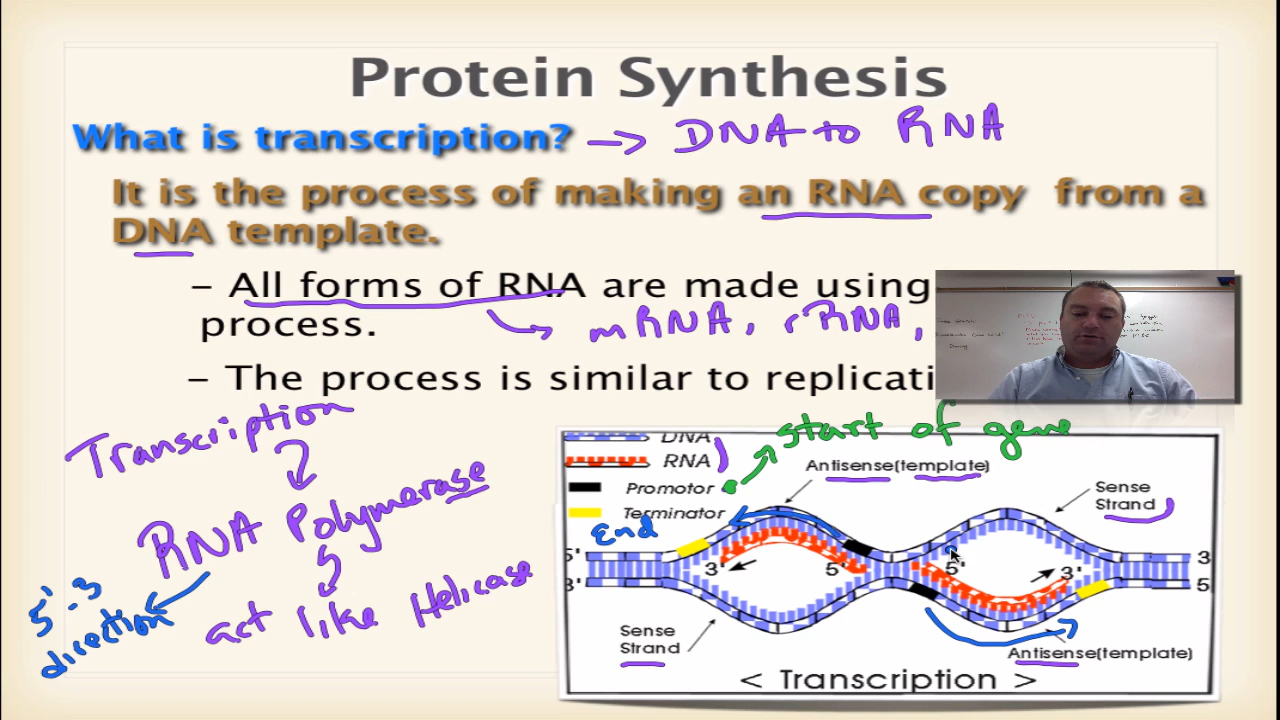 Protein Synthesis
What is transcription? → DNA to RNA
It is the process of making an RNA copy from a
DNA template.
– All forms of RNA are made using
process. mRNA, rRNA,
– The process is similar to replicati
Transcription
RNA Polymerase
act like Helicase
5'-3
direction
start of gene
DNA
RNA
Promotor
Terminator
End
Antisense(template)
Sense
Strand
5' 3
3' 5
3' 5' 5' 3'
Sense
Strand
Antisense(template)
< Transcription >